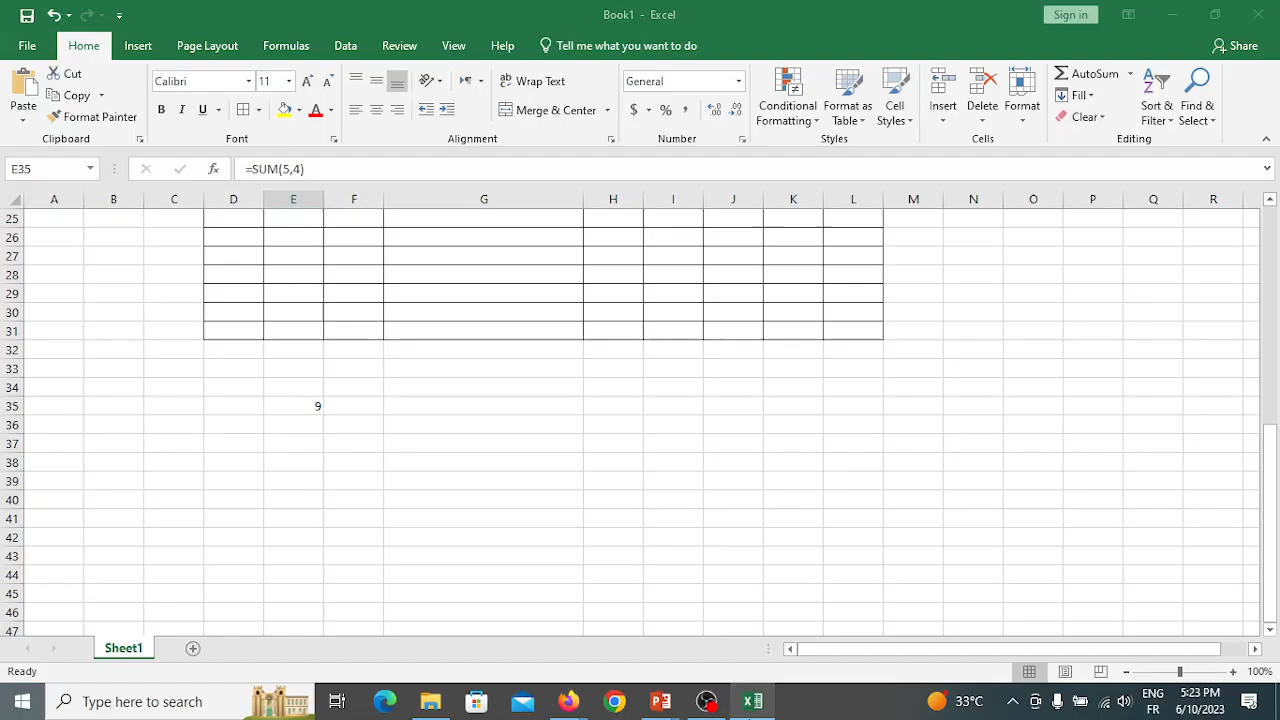 Book1 - Excel
Sign in
File Home Insert Page Layout Formulas Data Review View Help Tell me what you want to do Share
Paste
Cut
Copy
Format Painter
Clipboard
Calibri 11
B I U
Font
Wrap Text
Merge & Center
Alignment
General
$ % ,
Number
Conditional Formatting
Format as Table
Cell Styles
Styles
Insert
Delete
Format
Cells
AutoSum
Fill
Clear
Sort & Filter
Find & Select
Editing
E35 fx =SUM(5,4)
A B C D E F G H I J K L M N O P Q R
25
26
27
28
29
30
31
32
33
34
35 9
36
37
38
39
40
41
42
43
44
45
46
47
Sheet1
Ready 100%
Type here to search
33°C
ENG
FR
5:23 PM
6/10/2023